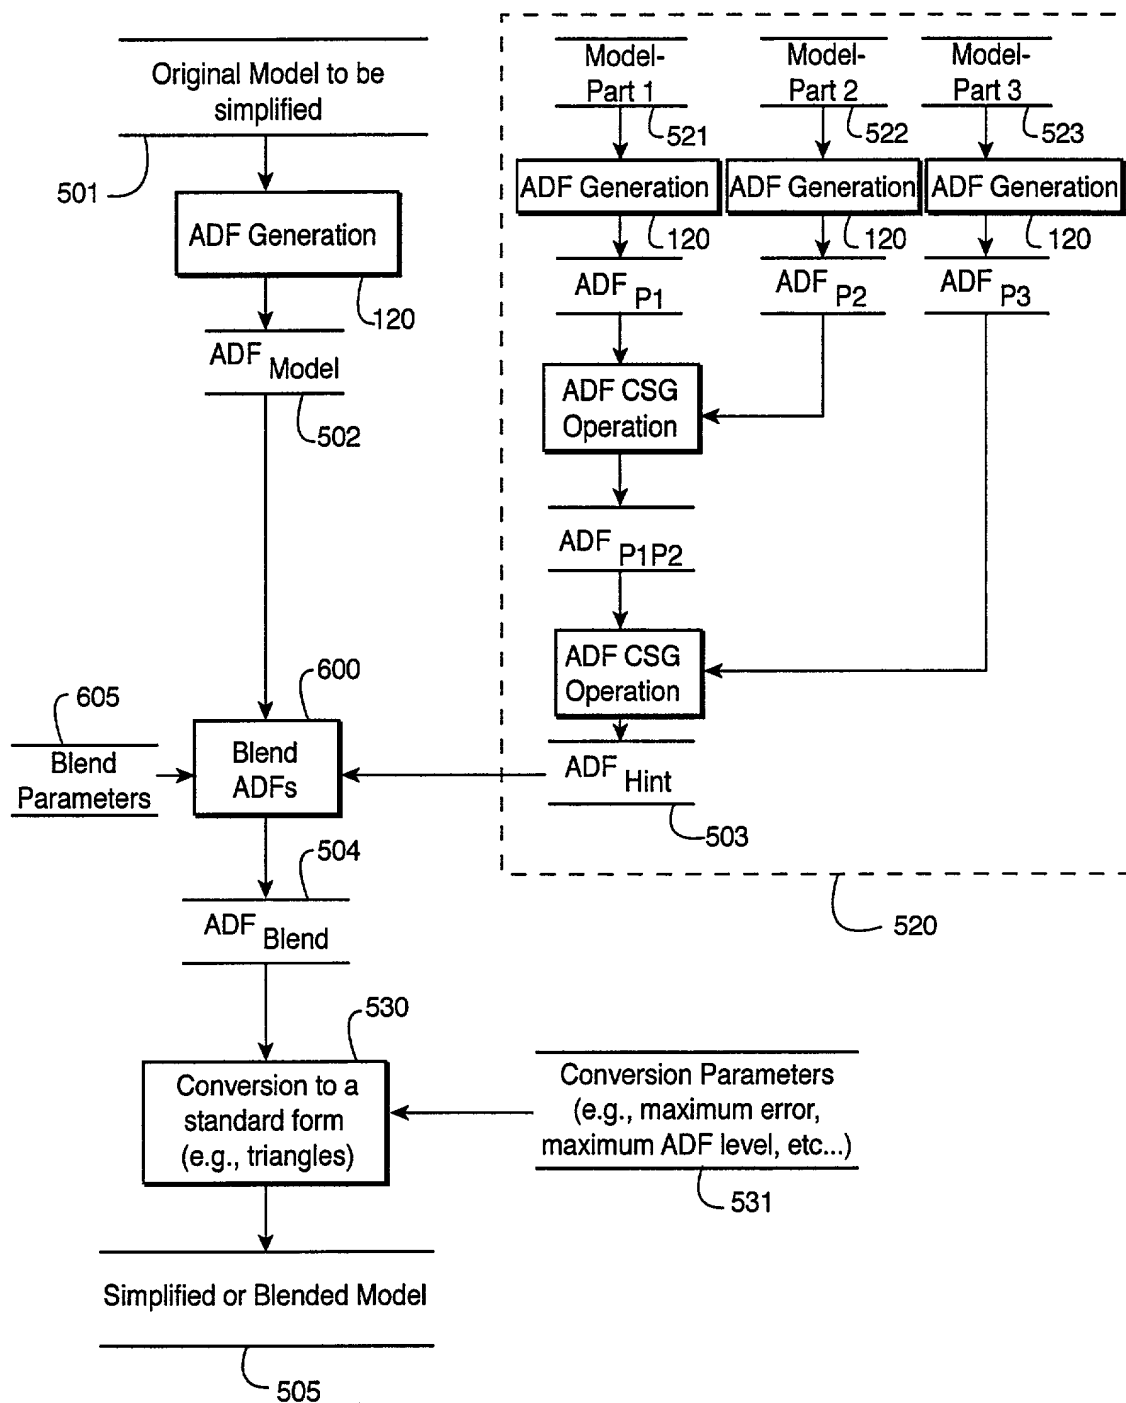 Original Model to be
simplified
501
ADF Generation
120
ADF Model
502
Model-
Part 1
521
Model-
Part 2
522
Model-
Part 3
523
ADF Generation
120
ADF Generation
120
ADF Generation
120
ADF P1
ADF P2
ADF P3
ADF CSG
Operation
ADF P1P2
ADF CSG
Operation
ADF Hint
503
520
600
605
Blend
Parameters
Blend
ADFs
504
ADF Blend
530
Conversion to a
standard form
(e.g., triangles)
Conversion Parameters
(e.g., maximum error,
maximum ADF level, etc...)
531
Simplified or Blended Model
505